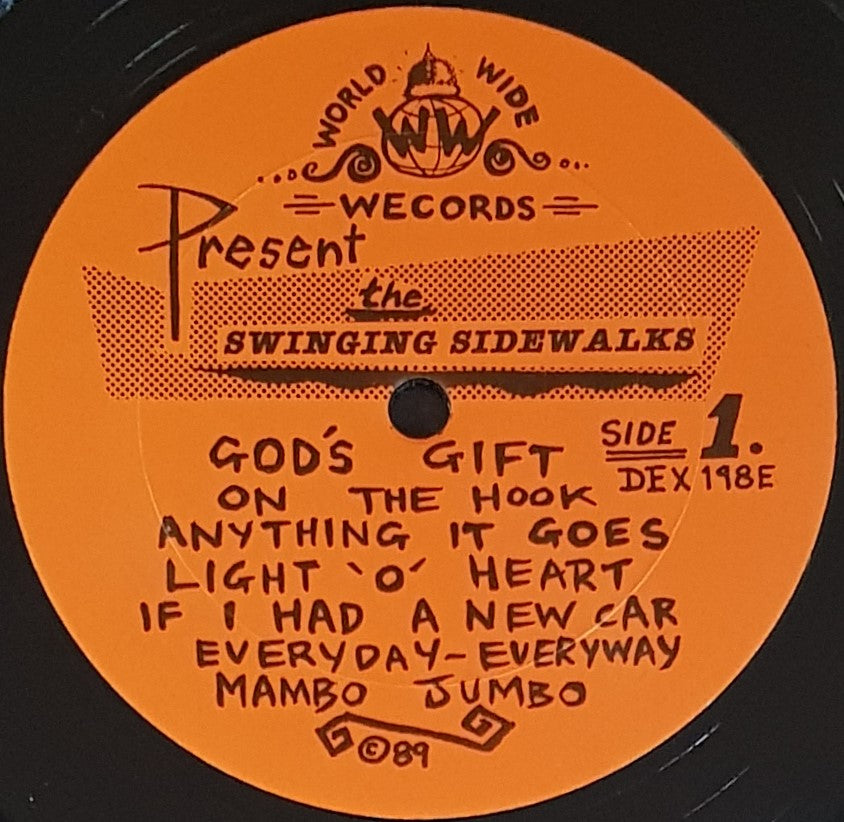 WORLD WIDE
WW
WECORDS
Present
the
SWINGING SIDEWALKS
SIDE 1.
DEX 198E
GOD'S GIFT
ON THE HOOK
ANYTHING IT GOES
LIGHT 'O' HEART
IF I HAD A NEW CAR
EVERYDAY-EVERYWAY
MAMBO JUMBO
©89